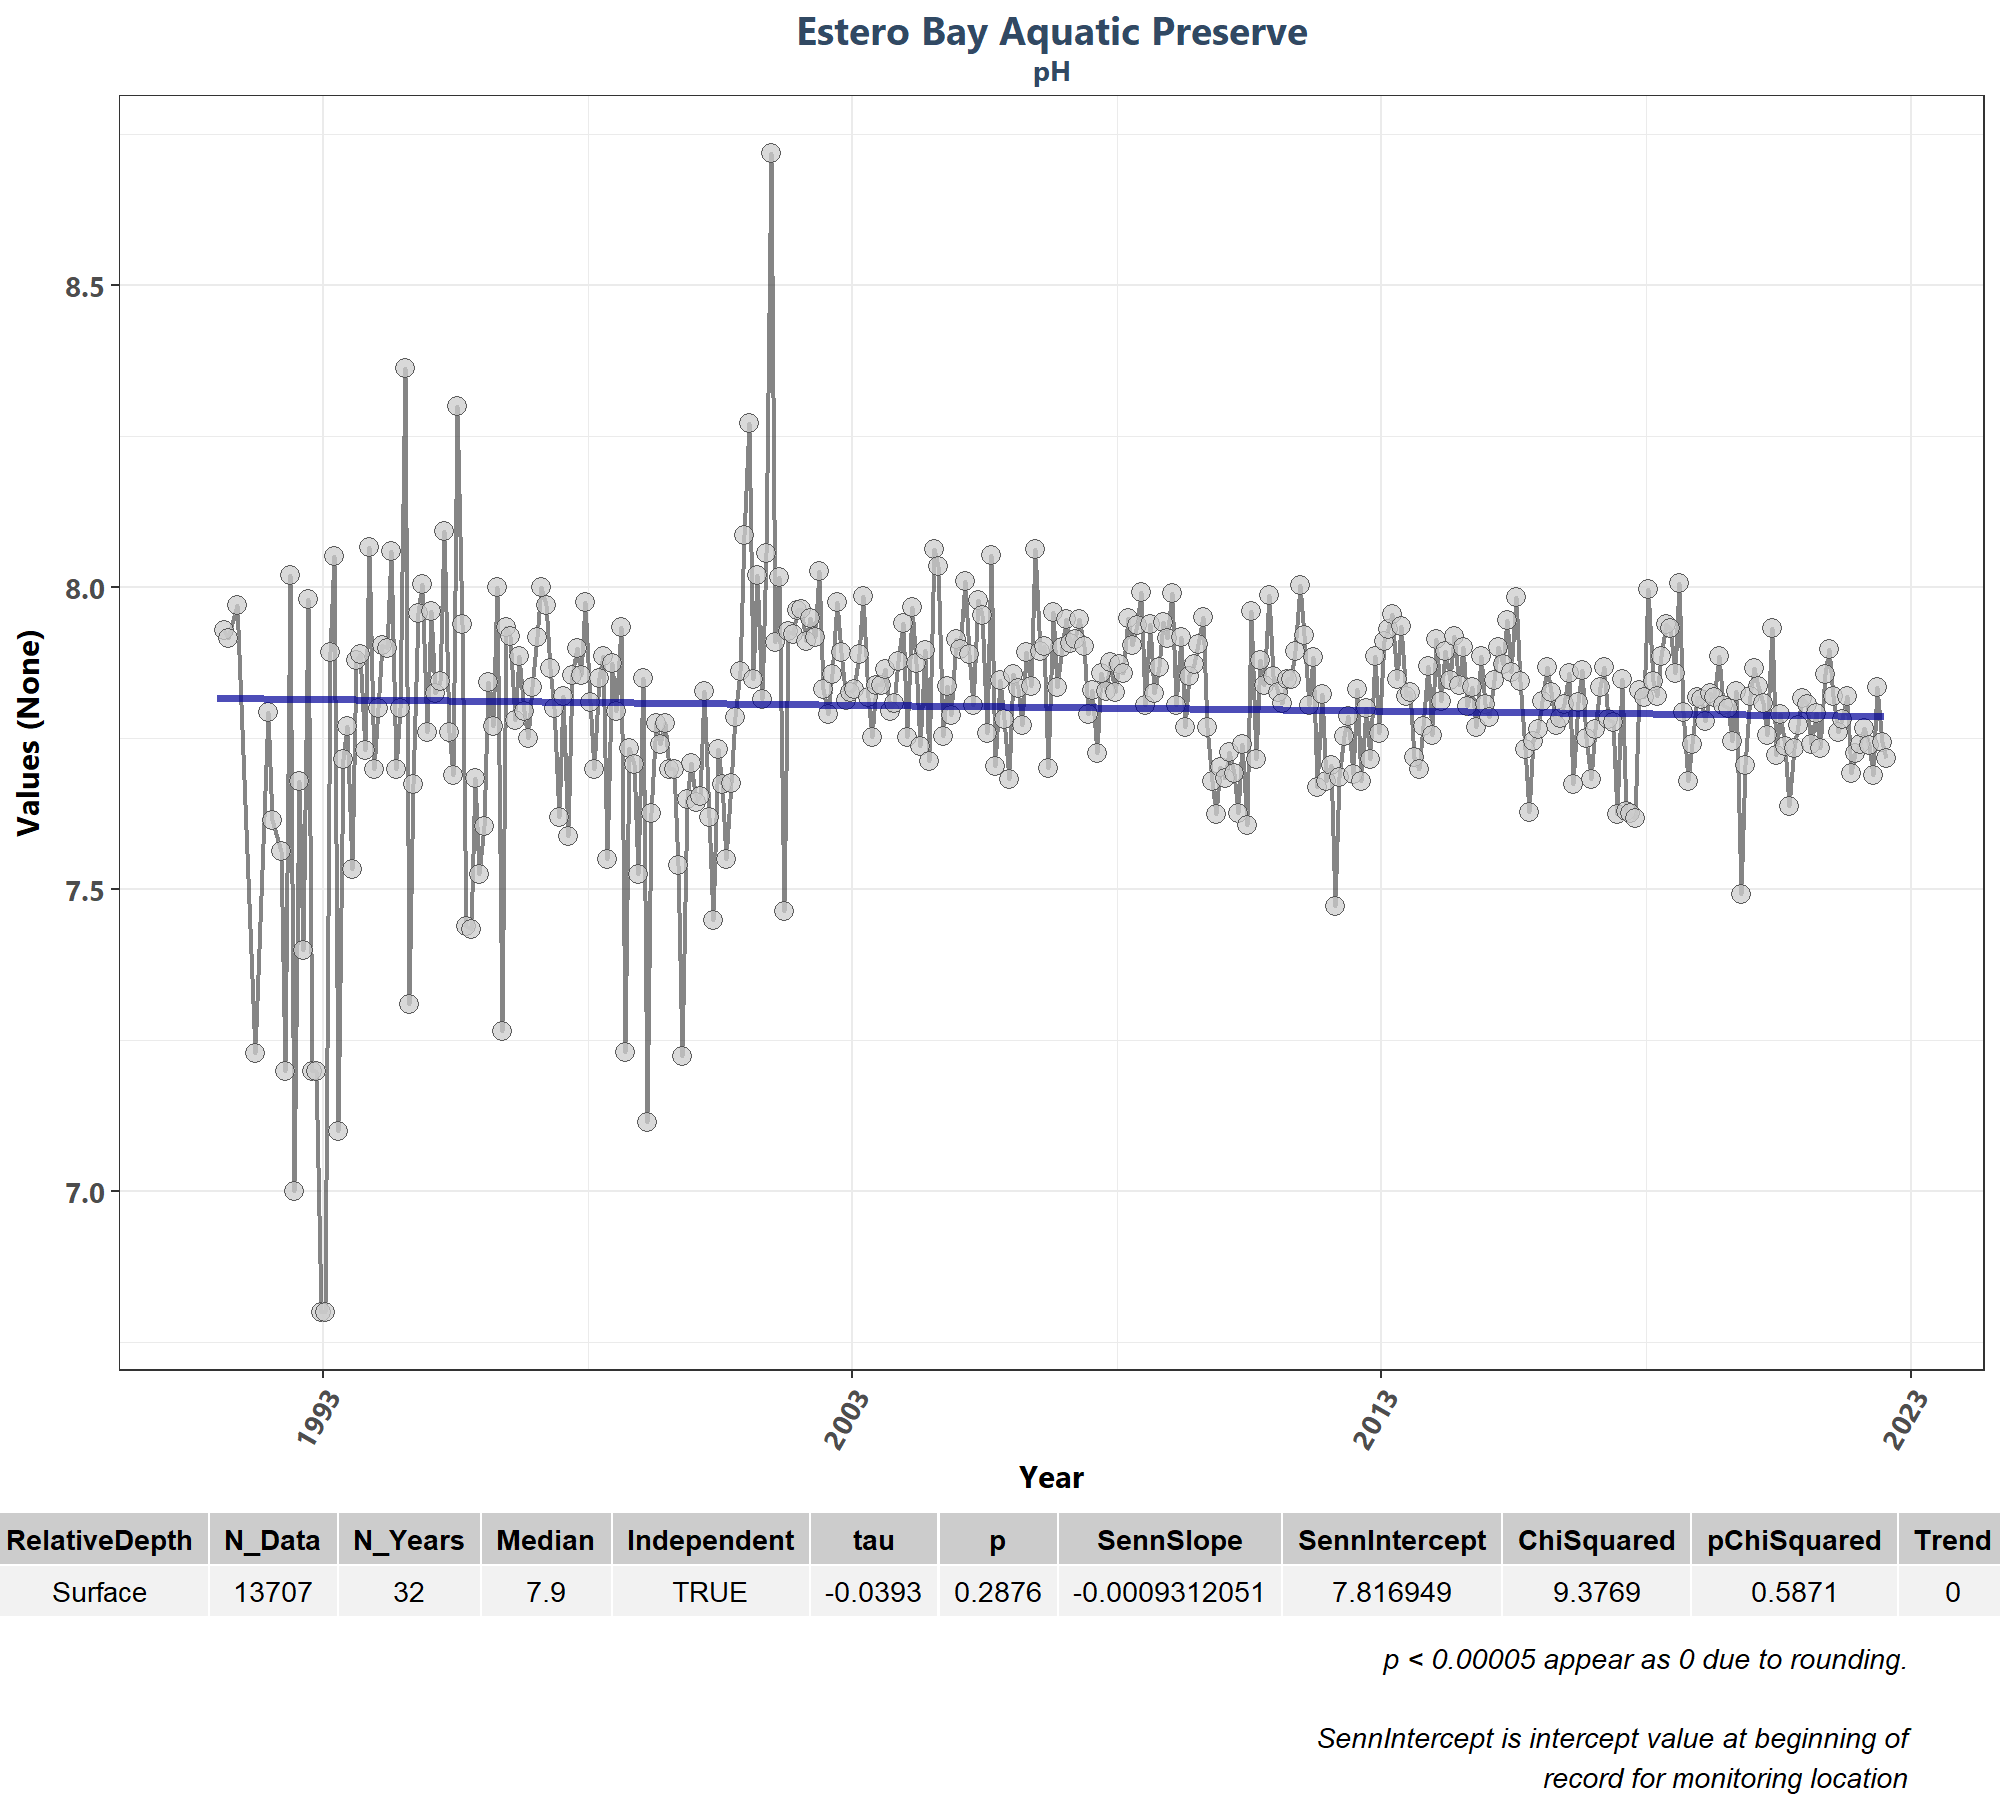 Estero Bay Aquatic Preserve
pH
Values (None)
8.5
8.0
7.5
7.0
1993 2003 2013 2023
Year
RelativeDepth N_Data N_Years Median Independent tau p SennSlope SennIntercept ChiSquared pChiSquared Trend
Surface 13707 32 7.9 TRUE -0.0393 0.2876 -0.0009312051 7.816949 9.3769 0.5871 0
p < 0.00005 appear as 0 due to rounding.
SennIntercept is intercept value at beginning of
record for monitoring location